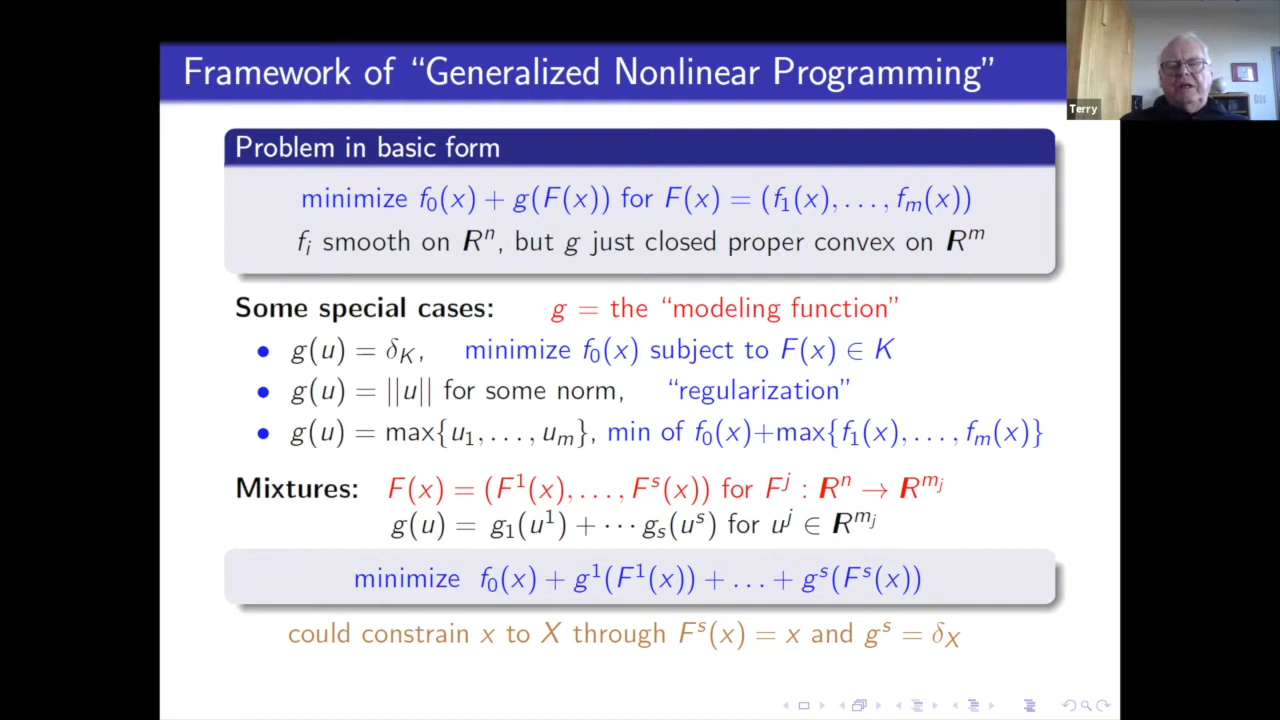 Framework of “Generalized Nonlinear Programming”
Terry
Problem in basic form
minimize f₀(x) + g(F(x)) for F(x) = (f₁(x), . . . , fₘ(x))
fᵢ smooth on Rⁿ, but g just closed proper convex on Rᵐ
Some special cases: g = the “modeling function”
• g(u) = δ_K, minimize f₀(x) subject to F(x) ∈ K
• g(u) = ||u|| for some norm, “regularization”
• g(u) = max{u₁, . . . , uₘ}, min of f₀(x)+max{f₁(x), . . . , fₘ(x)}
Mixtures: F(x) = (F¹(x), . . . , Fˢ(x)) for Fʲ : Rⁿ → R^{m_j}
g(u) = g₁(u¹) + · · · gₛ(uˢ) for uʲ ∈ R^{m_j}
minimize f₀(x) + g¹(F¹(x)) + . . . + gˢ(Fˢ(x))
could constrain x to X through Fˢ(x) = x and gˢ = δ_X